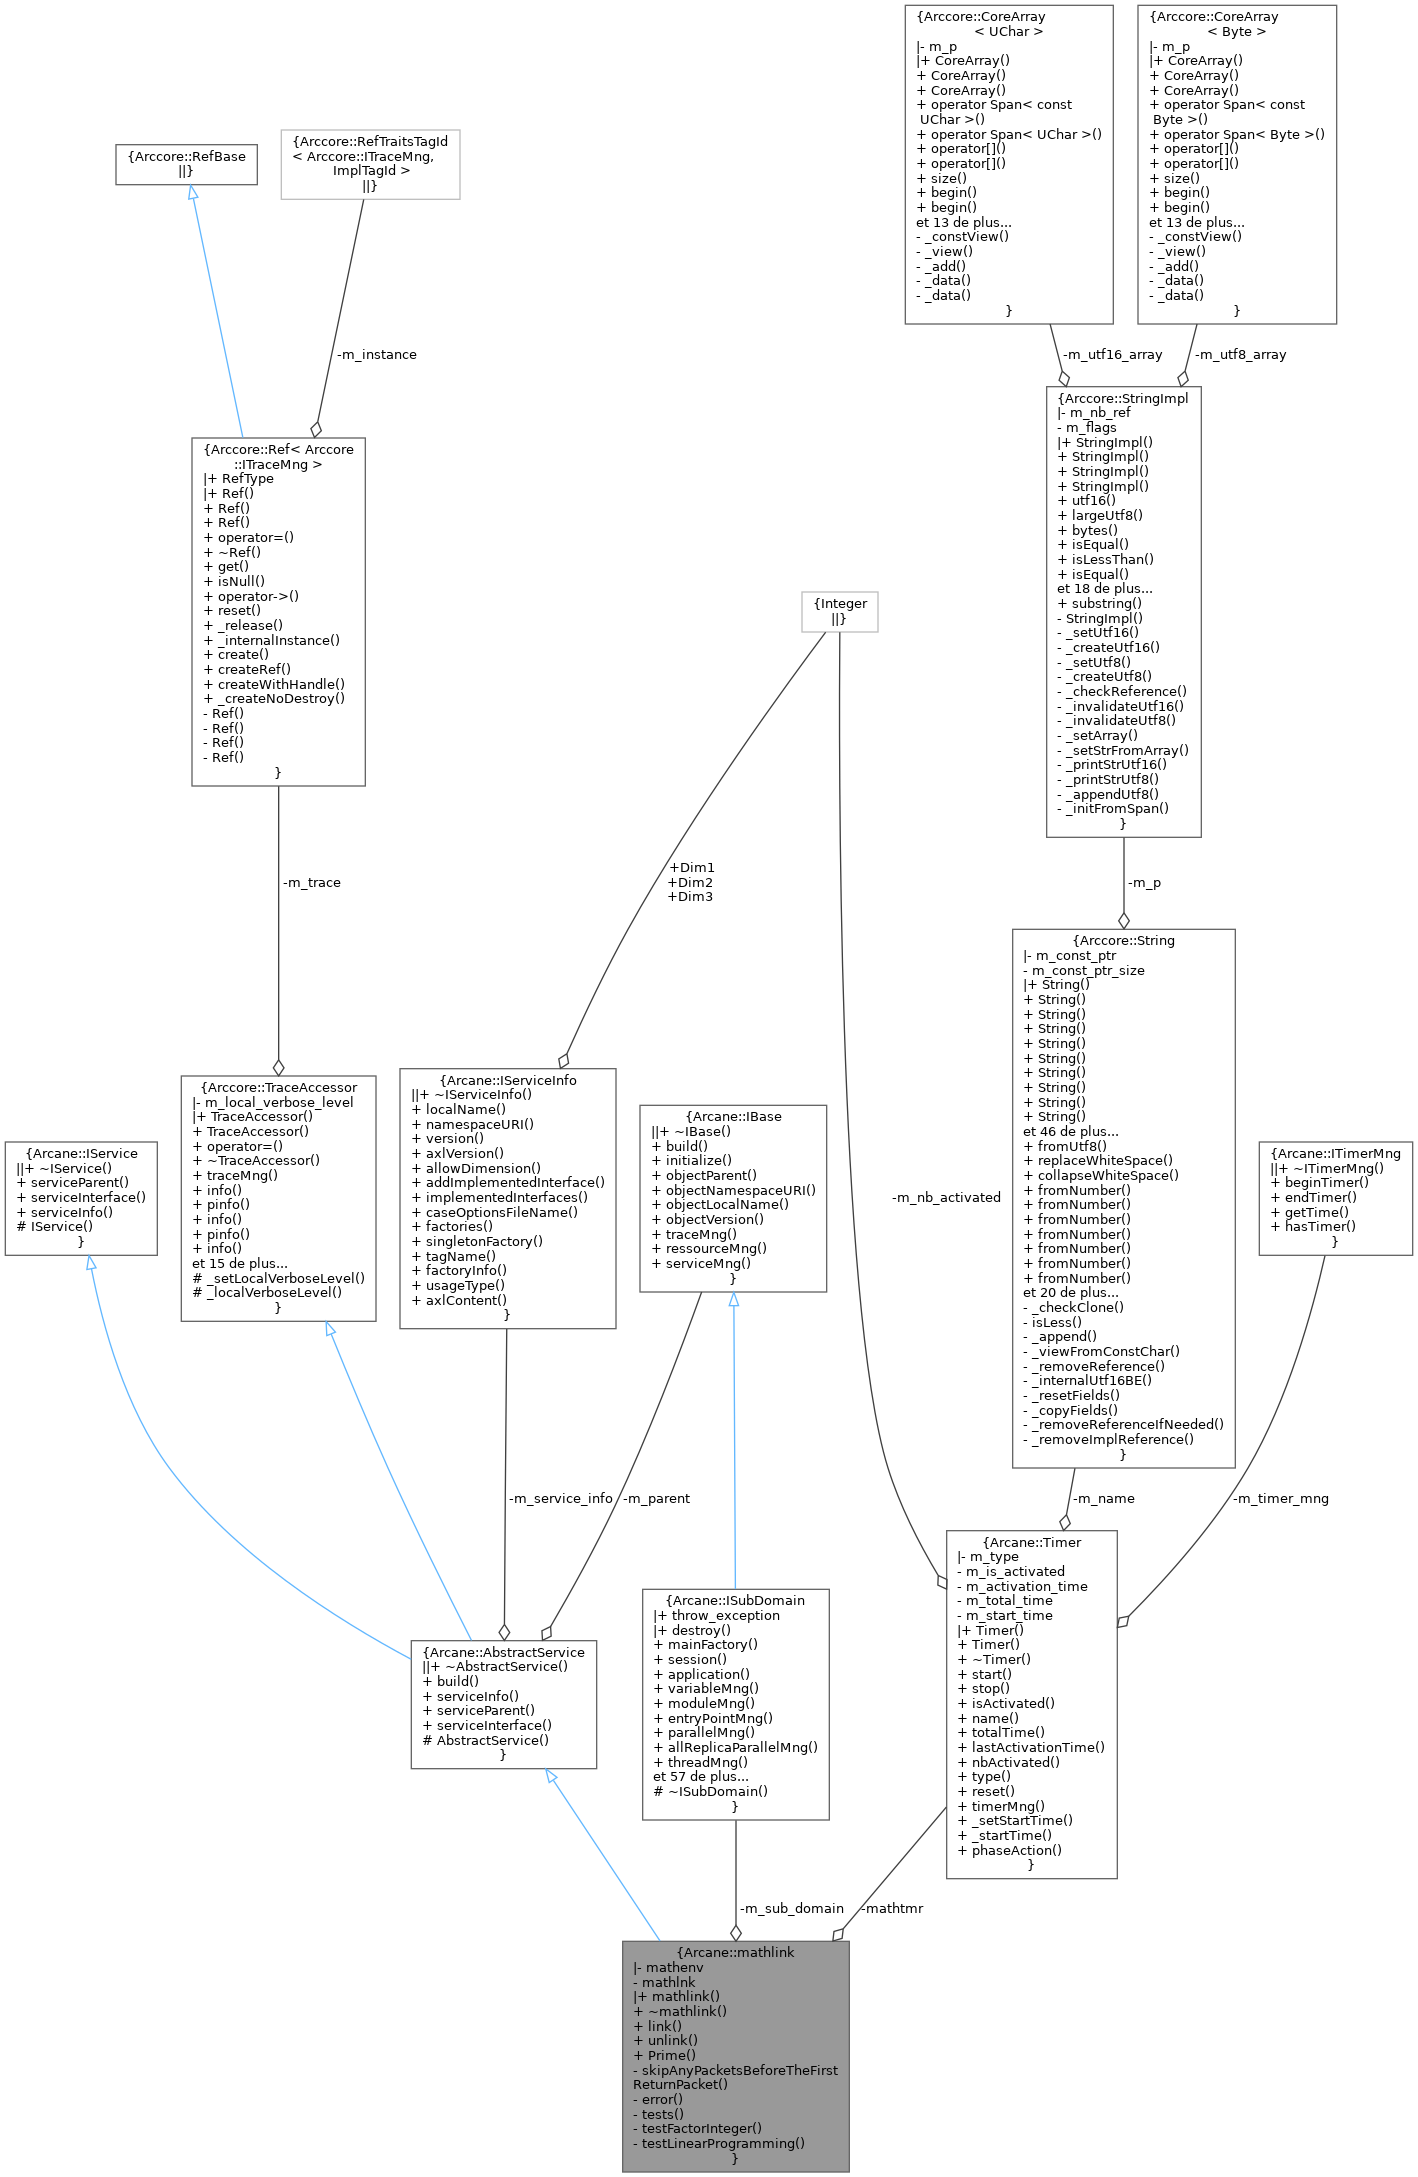 {Arccore::CoreArray
< UChar >
|- m_p
|+ CoreArray()
+ CoreArray()
+ CoreArray()
+ operator Span< const
UChar >()
+ operator Span< UChar >()
+ operator[]()
+ operator[]()
+ size()
+ begin()
+ begin()
et 13 de plus...
- _constView()
- _view()
- _add()
- _data()
- _data()
}
{Arccore::CoreArray
< Byte >
|- m_p
|+ CoreArray()
+ CoreArray()
+ CoreArray()
+ operator Span< const
Byte >()
+ operator Span< Byte >()
+ operator[]()
+ operator[]()
+ size()
+ begin()
+ begin()
et 13 de plus...
- _constView()
- _view()
- _add()
- _data()
- _data()
}
{Arccore::RefBase
||}
{Arccore::RefTraitsTagId
< Arccore::ITraceMng,
ImplTagId >
||}
-m_instance
-m_utf16_array
-m_utf8_array
{Arccore::Ref< Arccore
::ITraceMng >
|+ RefType
|+ Ref()
+ Ref()
+ Ref()
+ operator=()
+ ~Ref()
+ get()
+ isNull()
+ operator->()
+ reset()
+ _release()
+ _internalInstance()
+ create()
+ createRef()
+ createWithHandle()
+ _createNoDestroy()
- Ref()
- Ref()
- Ref()
- Ref()
}
{Arccore::StringImpl
|- m_nb_ref
- m_flags
|+ StringImpl()
+ StringImpl()
+ StringImpl()
+ StringImpl()
+ utf16()
+ largeUtf8()
+ bytes()
+ isEqual()
+ isLessThan()
+ isEqual()
et 18 de plus...
+ substring()
- StringImpl()
- _setUtf16()
- _createUtf16()
- _setUtf8()
- _createUtf8()
- _checkReference()
- _invalidateUtf16()
- _invalidateUtf8()
- _setArray()
- _setStrFromArray()
- _printStrUtf16()
- _printStrUtf8()
- _appendUtf8()
- _initFromSpan()
}
{Integer
||}
-m_trace
+Dim1
+Dim2
+Dim3
-m_p
{Arccore::String
|- m_const_ptr
- m_const_ptr_size
|+ String()
+ String()
+ String()
+ String()
+ String()
+ String()
+ String()
+ String()
+ String()
+ String()
et 46 de plus...
+ fromUtf8()
+ replaceWhiteSpace()
+ collapseWhiteSpace()
+ fromNumber()
+ fromNumber()
+ fromNumber()
+ fromNumber()
+ fromNumber()
+ fromNumber()
+ fromNumber()
et 20 de plus...
- _checkClone()
- isLess()
- _append()
- _viewFromConstChar()
- _removeReference()
- _internalUtf16BE()
- _resetFields()
- _copyFields()
- _removeReferenceIfNeeded()
- _removeImplReference()
}
{Arcane::IService
||+ ~IService()
+ serviceParent()
+ serviceInterface()
+ serviceInfo()
# IService()
}
{Arccore::TraceAccessor
|- m_local_verbose_level
|+ TraceAccessor()
+ TraceAccessor()
+ operator=()
+ ~TraceAccessor()
+ traceMng()
+ info()
+ pinfo()
+ info()
+ pinfo()
+ info()
et 15 de plus...
# _setLocalVerboseLevel()
# _localVerboseLevel()
}
{Arcane::IServiceInfo
||+ ~IServiceInfo()
+ localName()
+ namespaceURI()
+ version()
+ axlVersion()
+ allowDimension()
+ addImplementedInterface()
+ implementedInterfaces()
+ caseOptionsFileName()
+ factories()
+ singletonFactory()
+ tagName()
+ factoryInfo()
+ usageType()
+ axlContent()
}
{Arcane::IBase
||+ ~IBase()
+ build()
+ initialize()
+ objectParent()
+ objectNamespaceURI()
+ objectLocalName()
+ objectVersion()
+ traceMng()
+ ressourceMng()
+ serviceMng()
}
-m_nb_activated
{Arcane::ITimerMng
||+ ~ITimerMng()
+ beginTimer()
+ endTimer()
+ getTime()
+ hasTimer()
}
-m_service_info
-m_parent
-m_name
-m_timer_mng
{Arcane::AbstractService
||+ ~AbstractService()
+ build()
+ serviceInfo()
+ serviceParent()
+ serviceInterface()
# AbstractService()
}
{Arcane::ISubDomain
|+ throw_exception
|+ destroy()
+ mainFactory()
+ session()
+ application()
+ variableMng()
+ moduleMng()
+ entryPointMng()
+ parallelMng()
+ allReplicaParallelMng()
+ threadMng()
et 57 de plus...
# ~ISubDomain()
}
{Arcane::Timer
|- m_type
- m_is_activated
- m_activation_time
- m_total_time
- m_start_time
|+ Timer()
+ Timer()
+ ~Timer()
+ start()
+ stop()
+ isActivated()
+ name()
+ totalTime()
+ lastActivationTime()
+ nbActivated()
+ type()
+ reset()
+ timerMng()
+ _setStartTime()
+ _startTime()
+ phaseAction()
}
-m_sub_domain
-mathtmr
{Arcane::mathlink
|- mathenv
- mathlnk
|+ mathlink()
+ ~mathlink()
+ link()
+ unlink()
+ Prime()
- skipAnyPacketsBeforeTheFirst
ReturnPacket()
- error()
- tests()
- testFactorInteger()
- testLinearProgramming()
}